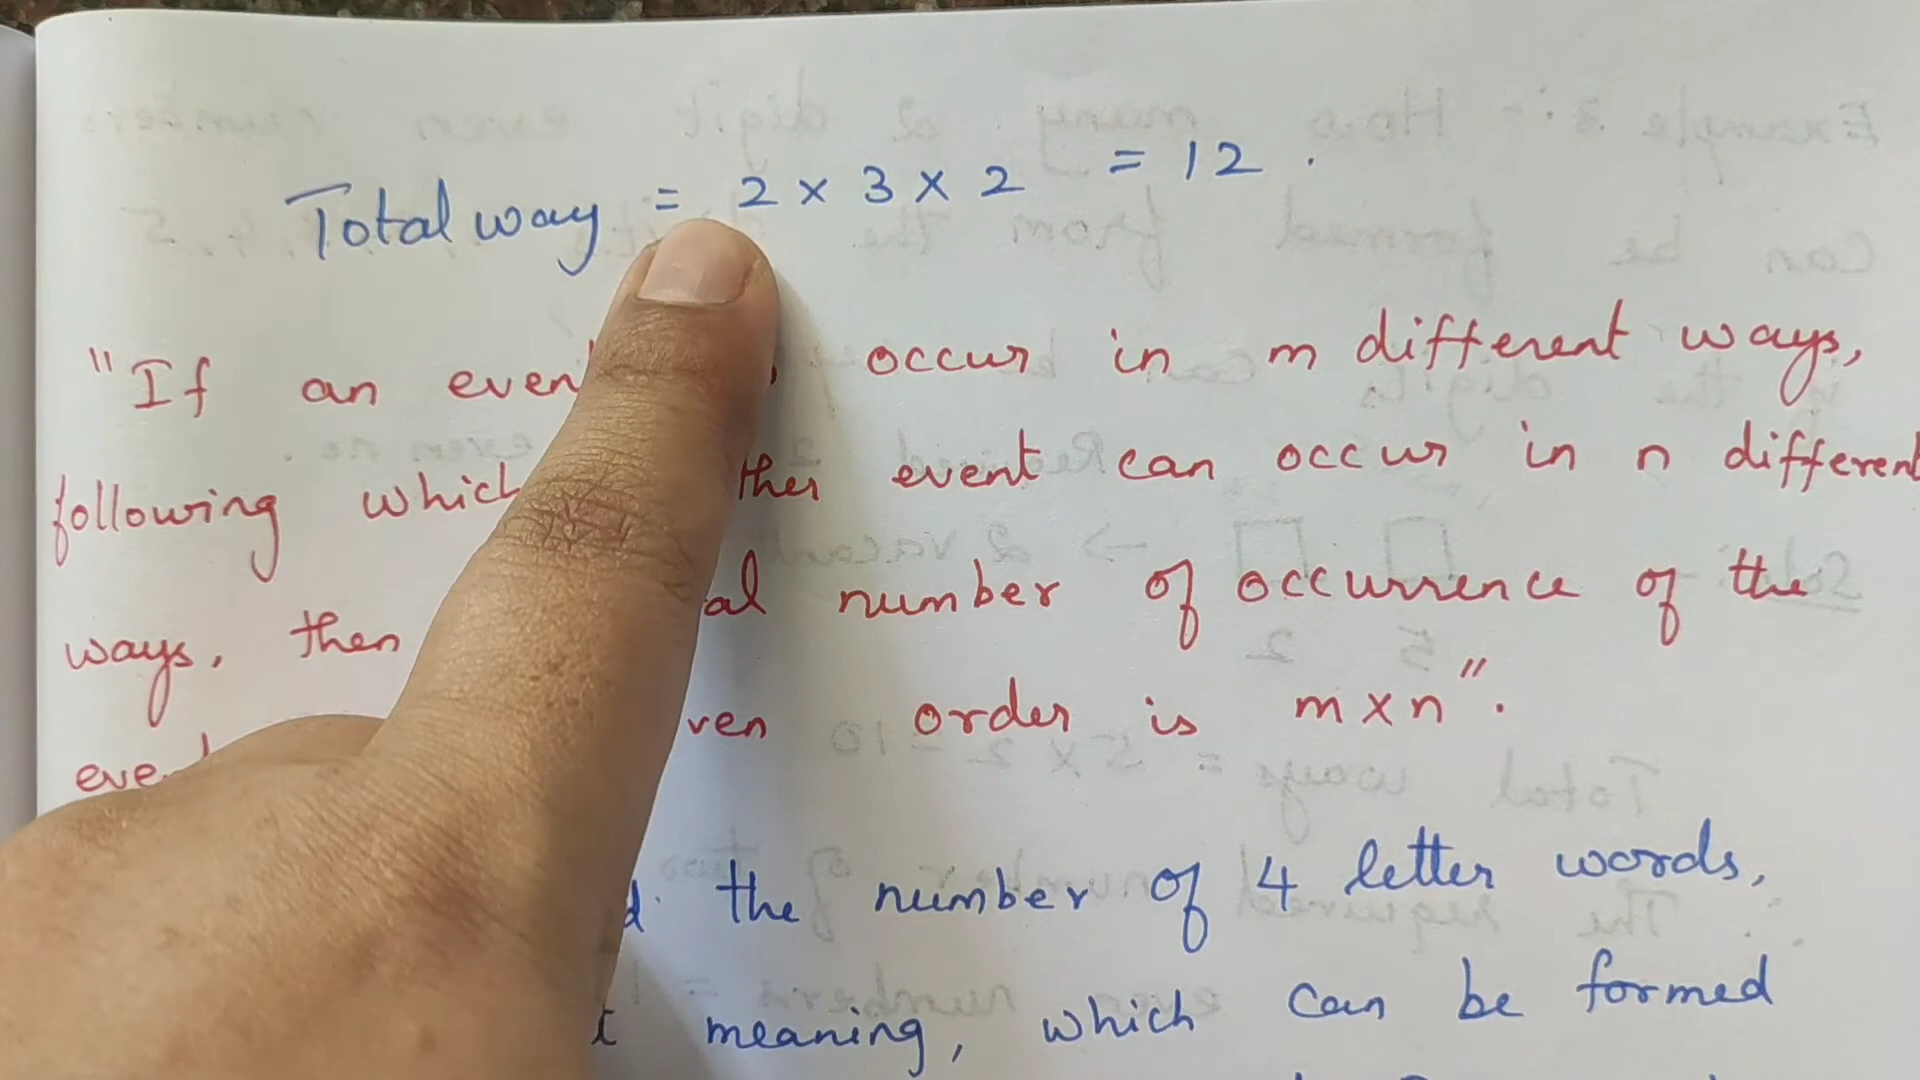 Total way = 2 x 3 x 2 = 12 .
"If an even occur in m different ways,
following which ther event can occur in n different
ways, then al number of occurrence of the
eve ven order is m x n".
d the number of 4 letter words,
t meaning, which can be formed